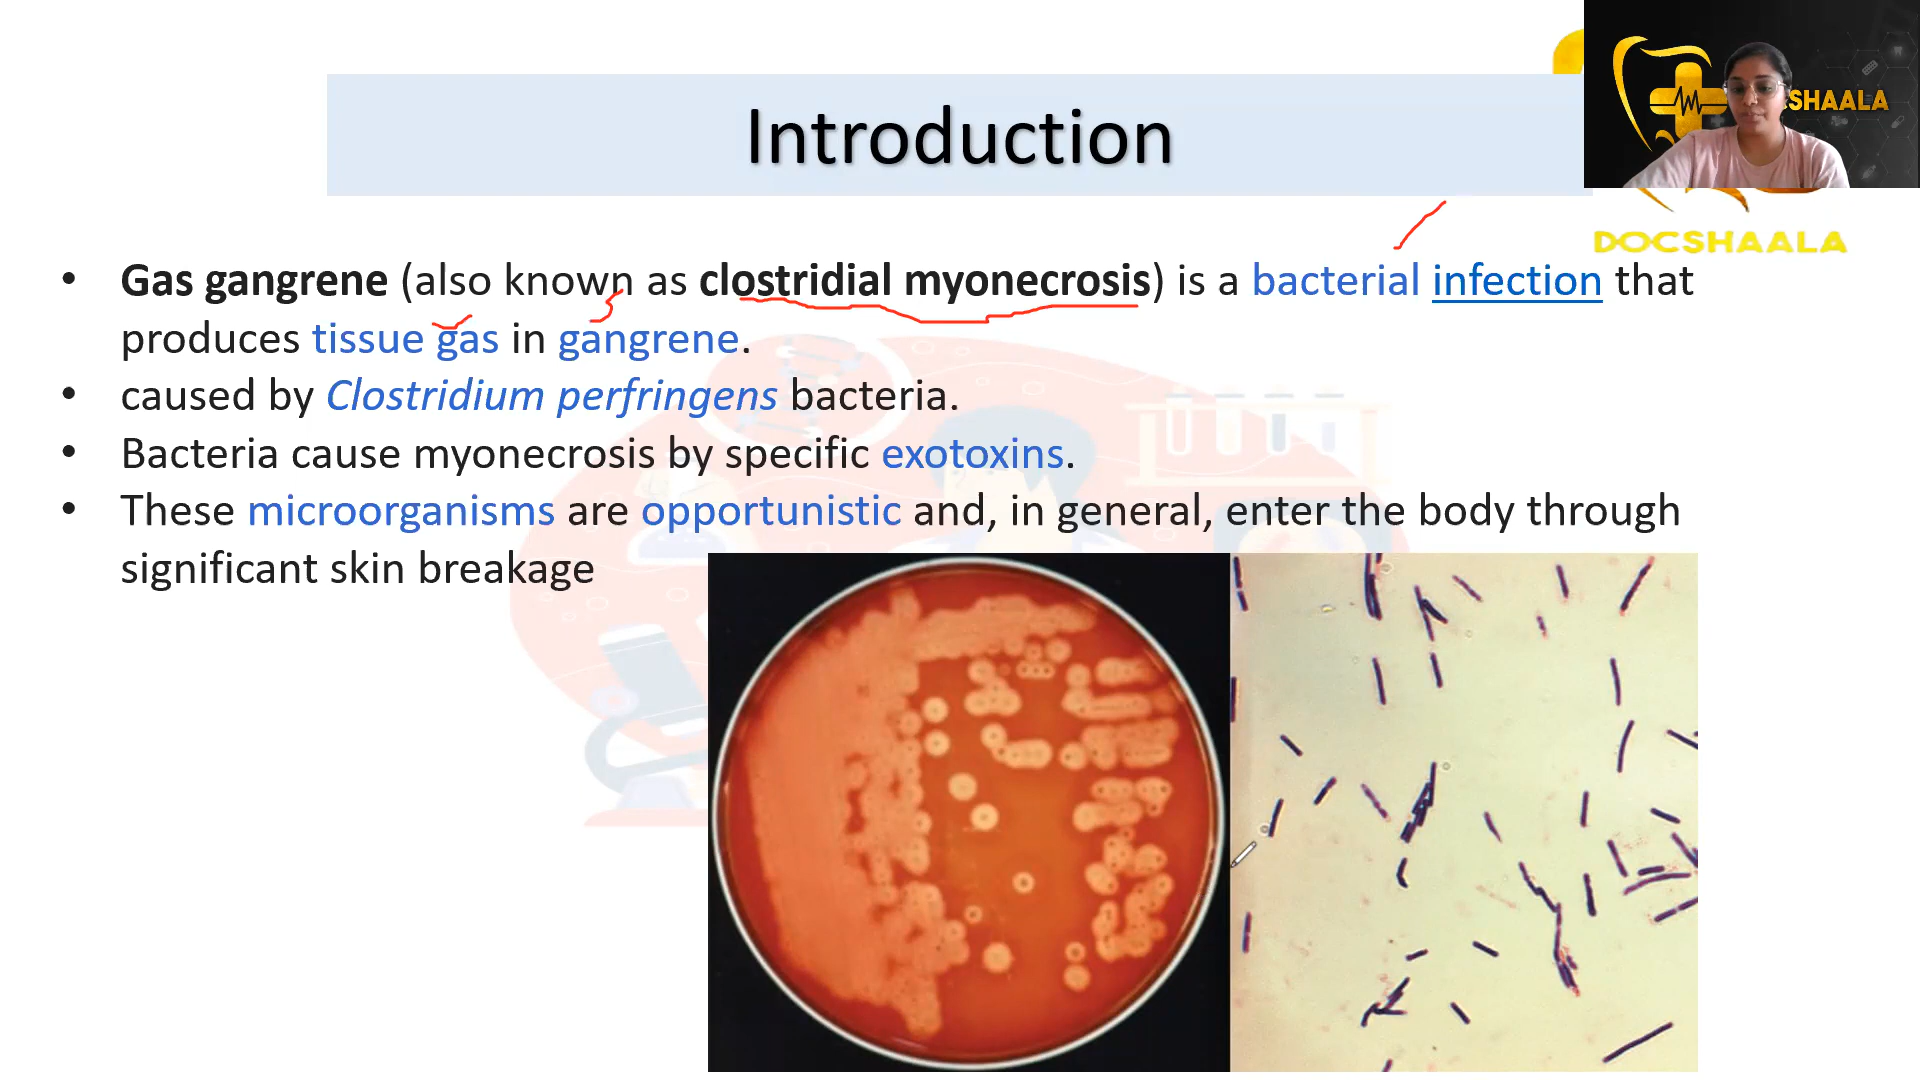 SHAALA
Introduction
DOCSHAALA
• Gas gangrene (also known as clostridial myonecrosis) is a bacterial infection that
produces tissue gas in gangrene.
• caused by Clostridium perfringens bacteria.
• Bacteria cause myonecrosis by specific exotoxins.
• These microorganisms are opportunistic and, in general, enter the body through
significant skin breakage